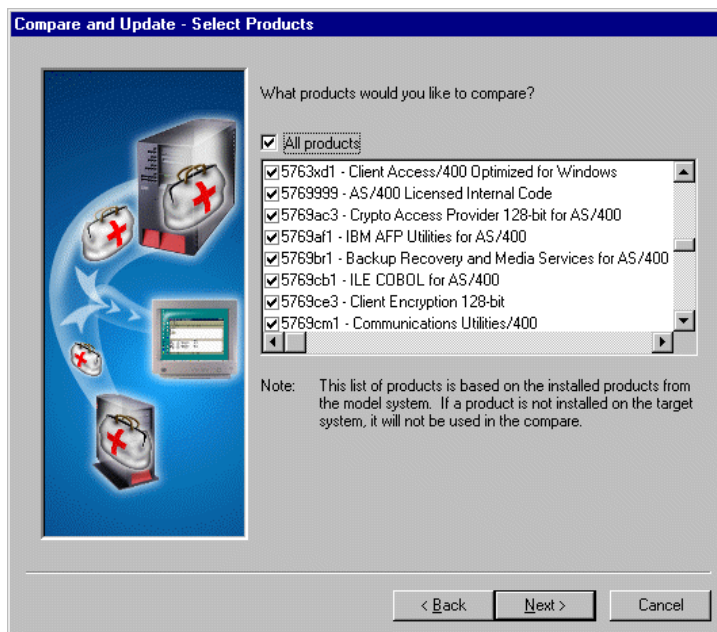 Compare and Update - Select Products
What products would you like to compare?
All products
5763xd1 - Client Access/400 Optimized for Windows
5769999 - AS/400 Licensed Internal Code
5769ac3 - Crypto Access Provider 128-bit for AS/400
5769af1 - IBM AFP Utilities for AS/400
5769br1 - Backup Recovery and Media Services for AS/400
5769cb1 - ILE COBOL for AS/400
5769ce3 - Client Encryption 128-bit
5769cm1 - Communications Utilities/400
Note: This list of products is based on the installed products from
the model system. If a product is not installed on the target
system, it will not be used in the compare.
< Back Next > Cancel